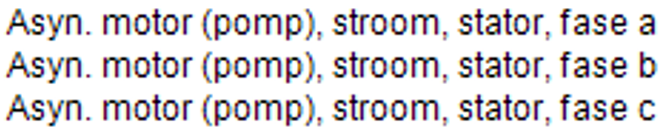 Asyn. motor (pomp), stroom, stator, fase a
Asyn. motor (pomp), stroom, stator, fase b
Asyn. motor (pomp), stroom, stator, fase c